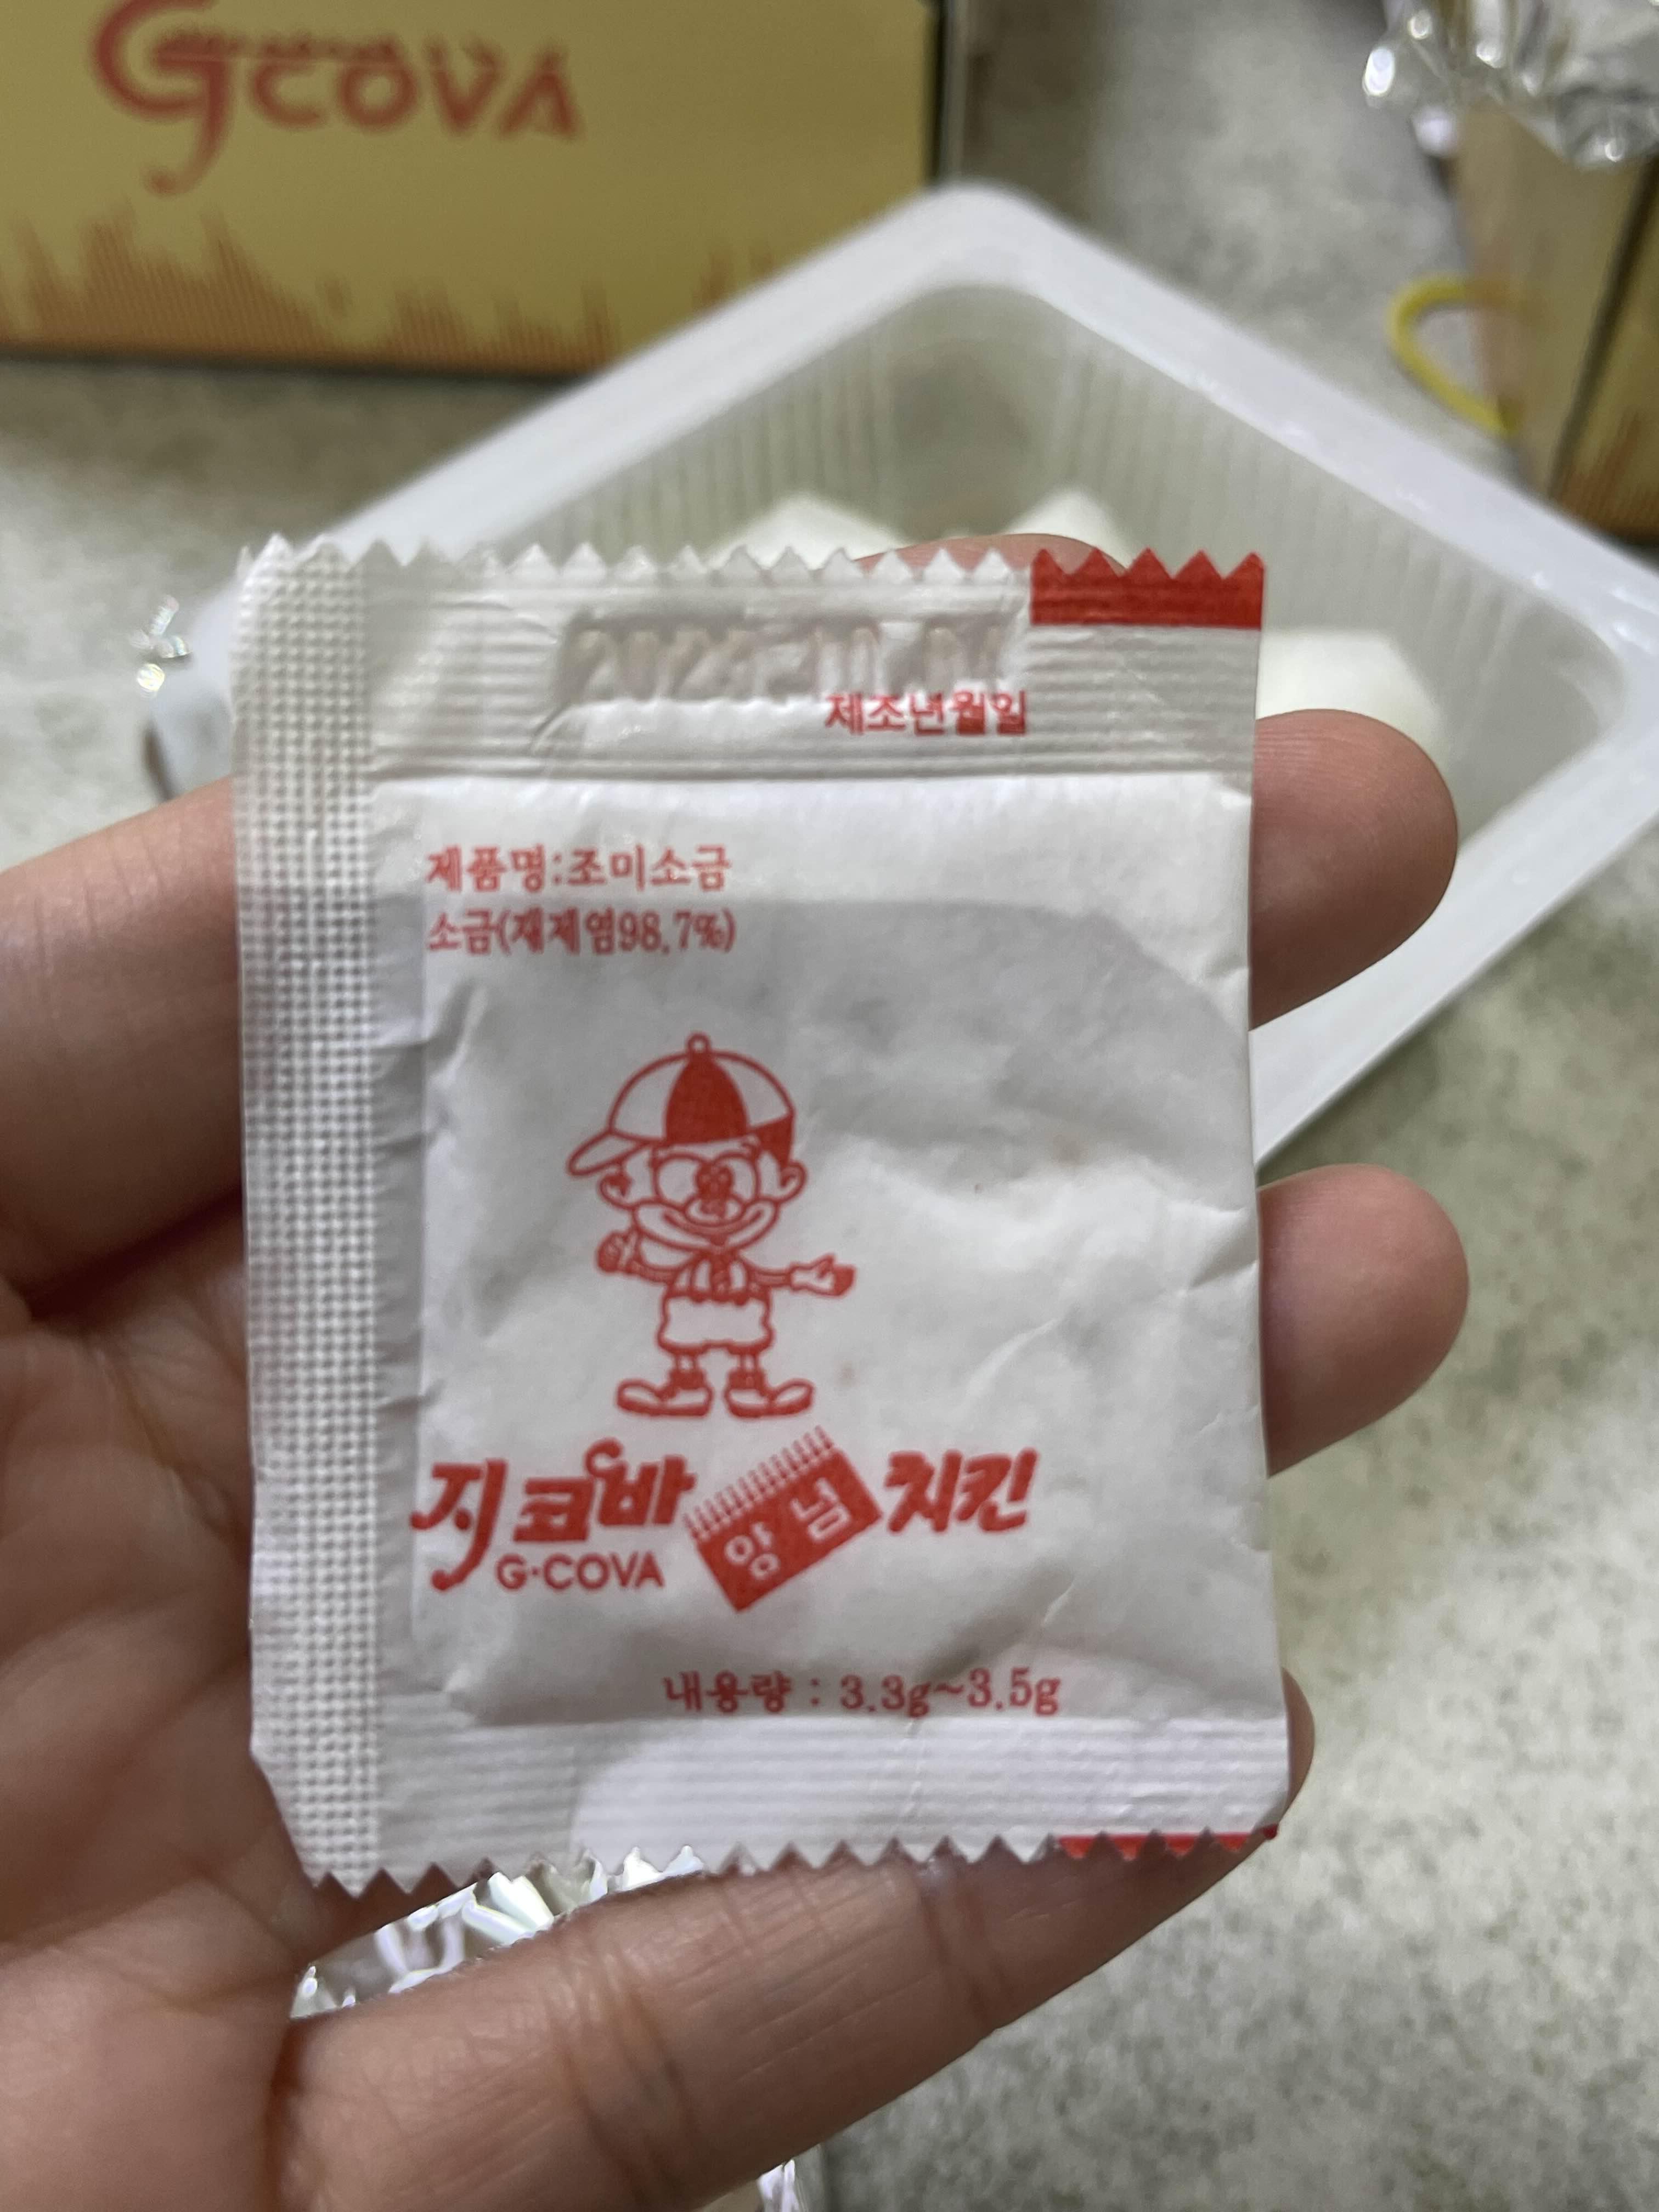 GCOVA
제조년월일
제품명:조미소금
소금(재제염98.7%)
지코바 양념 치킨
G·COVA
내용량 : 3.3g~3.5g